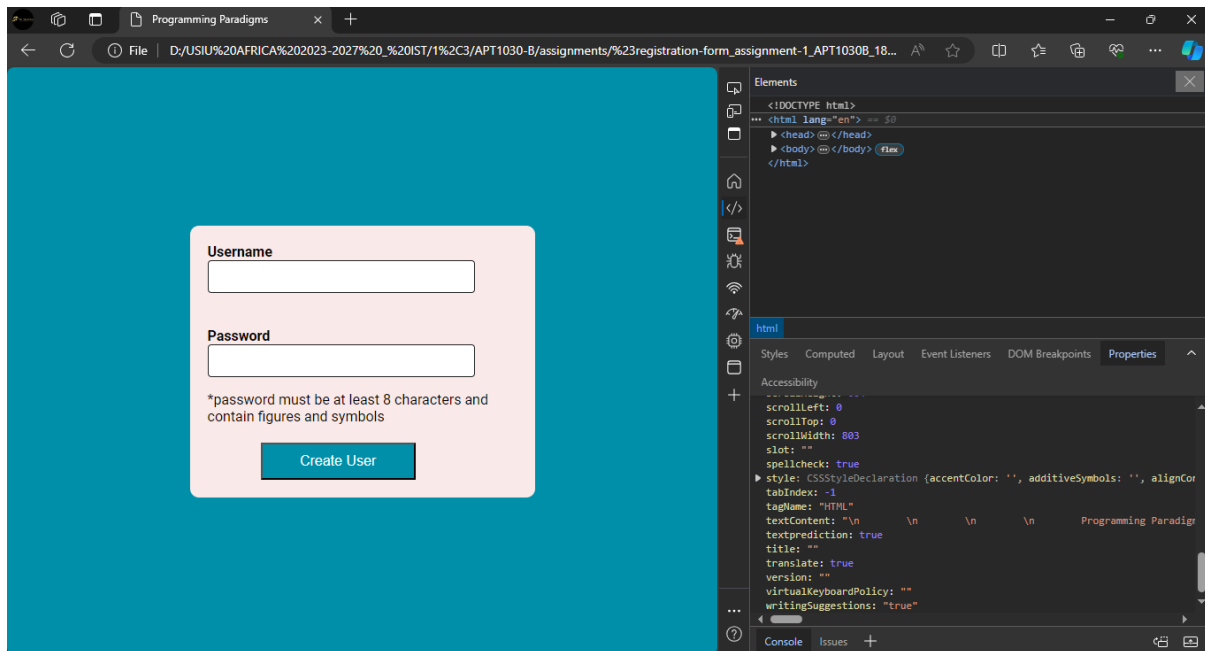 Programming Paradigms
File
D:/USIU%20AFRICA%202023-2027%20_%20IST/1%2C3/APT1030-B/assignments/%23registration-form_assignment-1_APT1030B_18...
Username
Password
*password must be at least 8 characters and
contain figures and symbols
Create User
Elements
<!DOCTYPE html>
··· <html lang="en"> == $0
▶ <head> ··· </head>
▶ <body> ··· </body> flex
</html>
html
Styles Computed Layout Event Listeners DOM Breakpoints Properties
Accessibility
scrollLeft: 0
scrollTop: 0
scrollWidth: 803
slot: ""
spellcheck: true
▶ style: CSSStyleDeclaration {accentColor: '', additiveSymbols: '', alignCor
tabIndex: -1
tagName: "HTML"
textContent: "\n \n \n \n Programming Paradigm
textprediction: true
title: ""
translate: true
version: ""
virtualKeyboardPolicy: ""
writingSuggestions: "true"
Console Issues